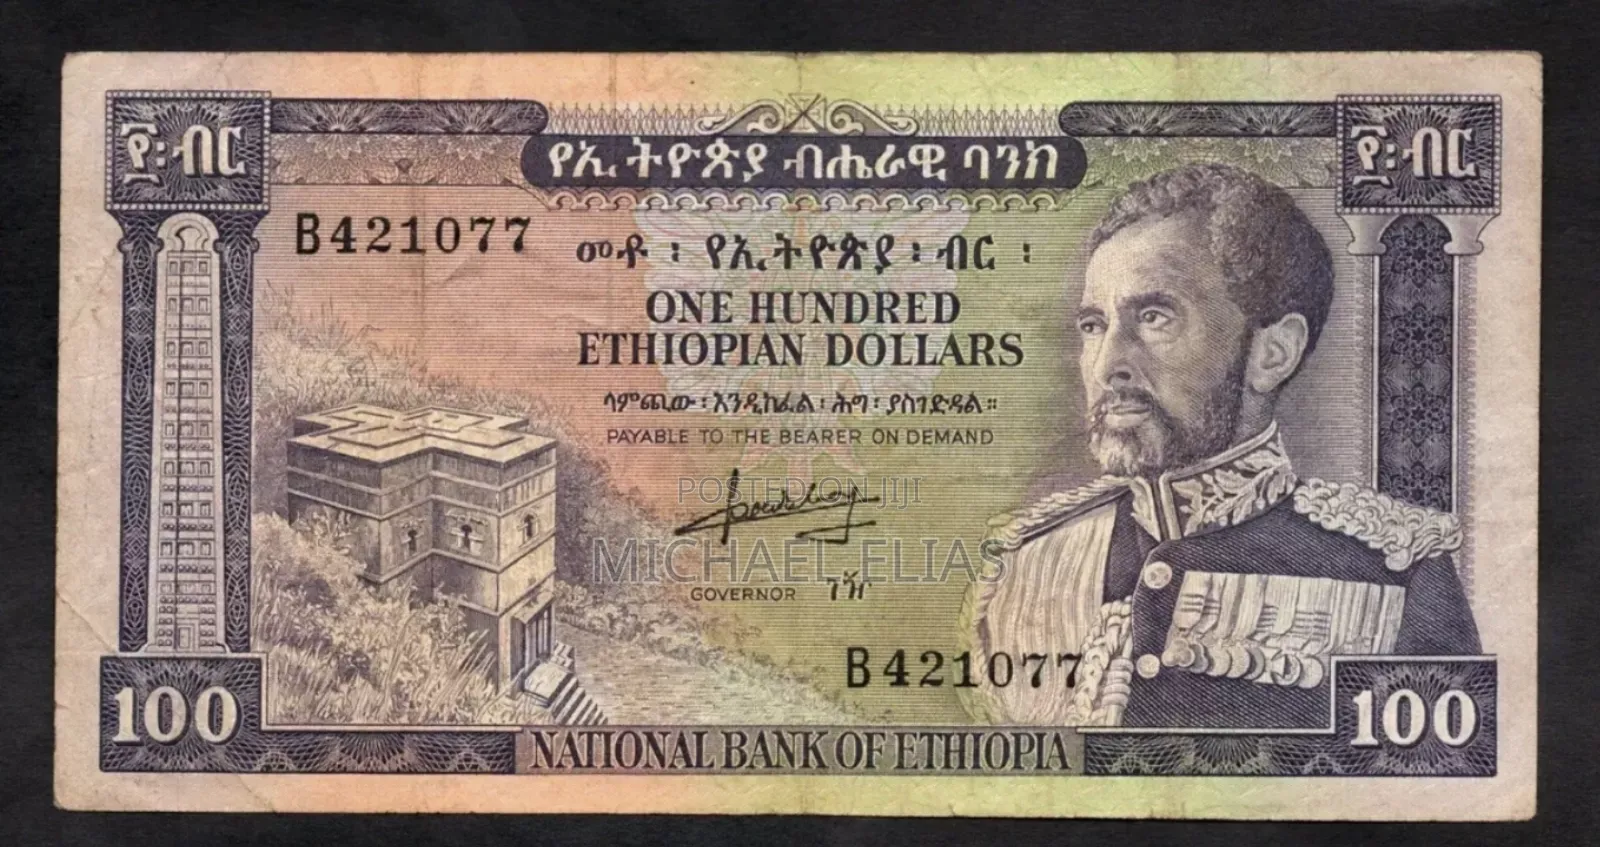 ፻፡ብር
የኢትዮጵያ ብሔራዊ ባንክ
፻፡ብር
B421077
መቶ ፡ የኢትዮጵያ ፡ ብር ፡
ONE HUNDRED
ETHIOPIAN DOLLARS
ላምጪው ፡ እንዲከፈል ፡ ሕግ ፡ ያስገድዳል ።
PAYABLE TO THE BEARER ON DEMAND
POSTED ON JIJI
MICHAEL ELIAS
GOVERNOR ገዥ
B421077
100
NATIONAL BANK OF ETHIOPIA
100